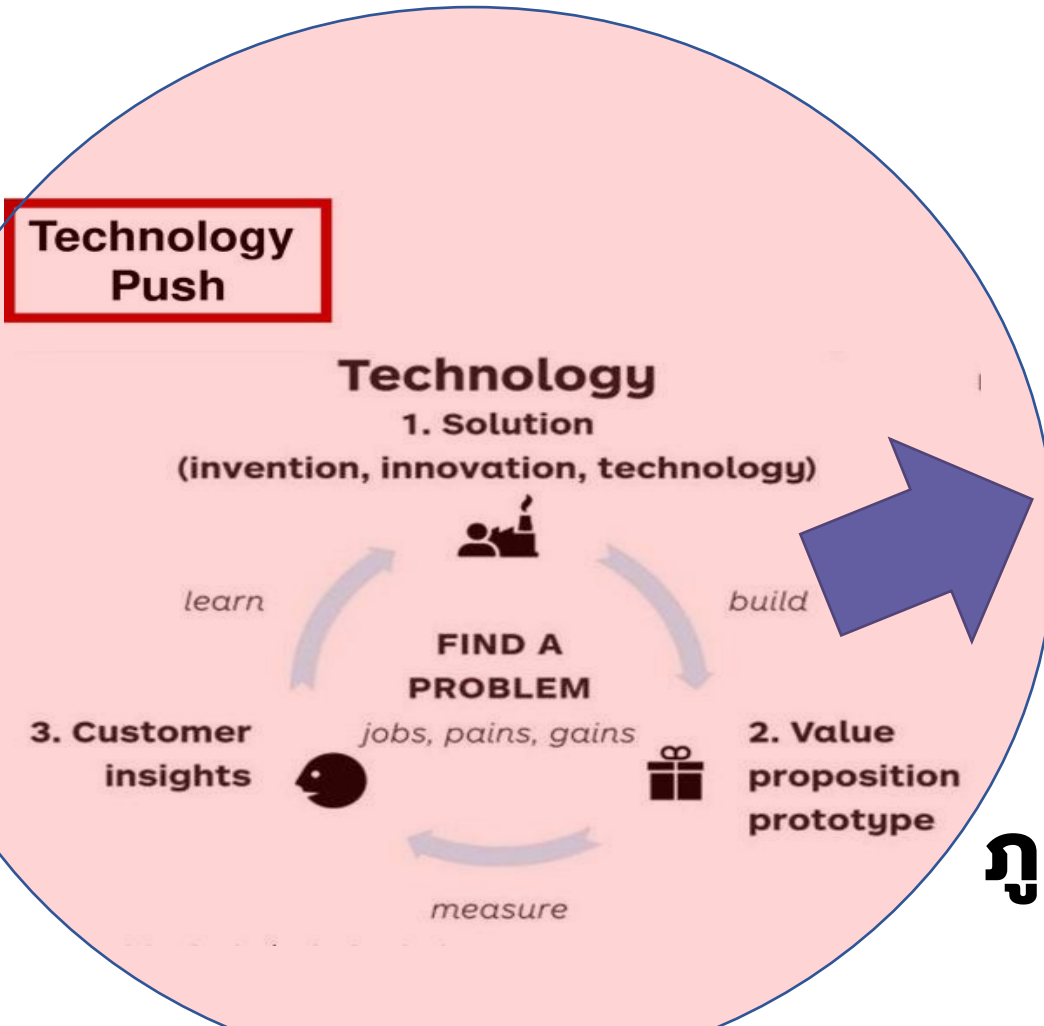 Technology
Push
Technology
1. Solution
(invention, innovation, technology)
learn
build
FIND A
PROBLEM
jobs, pains, gains
3. Customer
insights
2. Value
proposition
prototype
measure
ภู